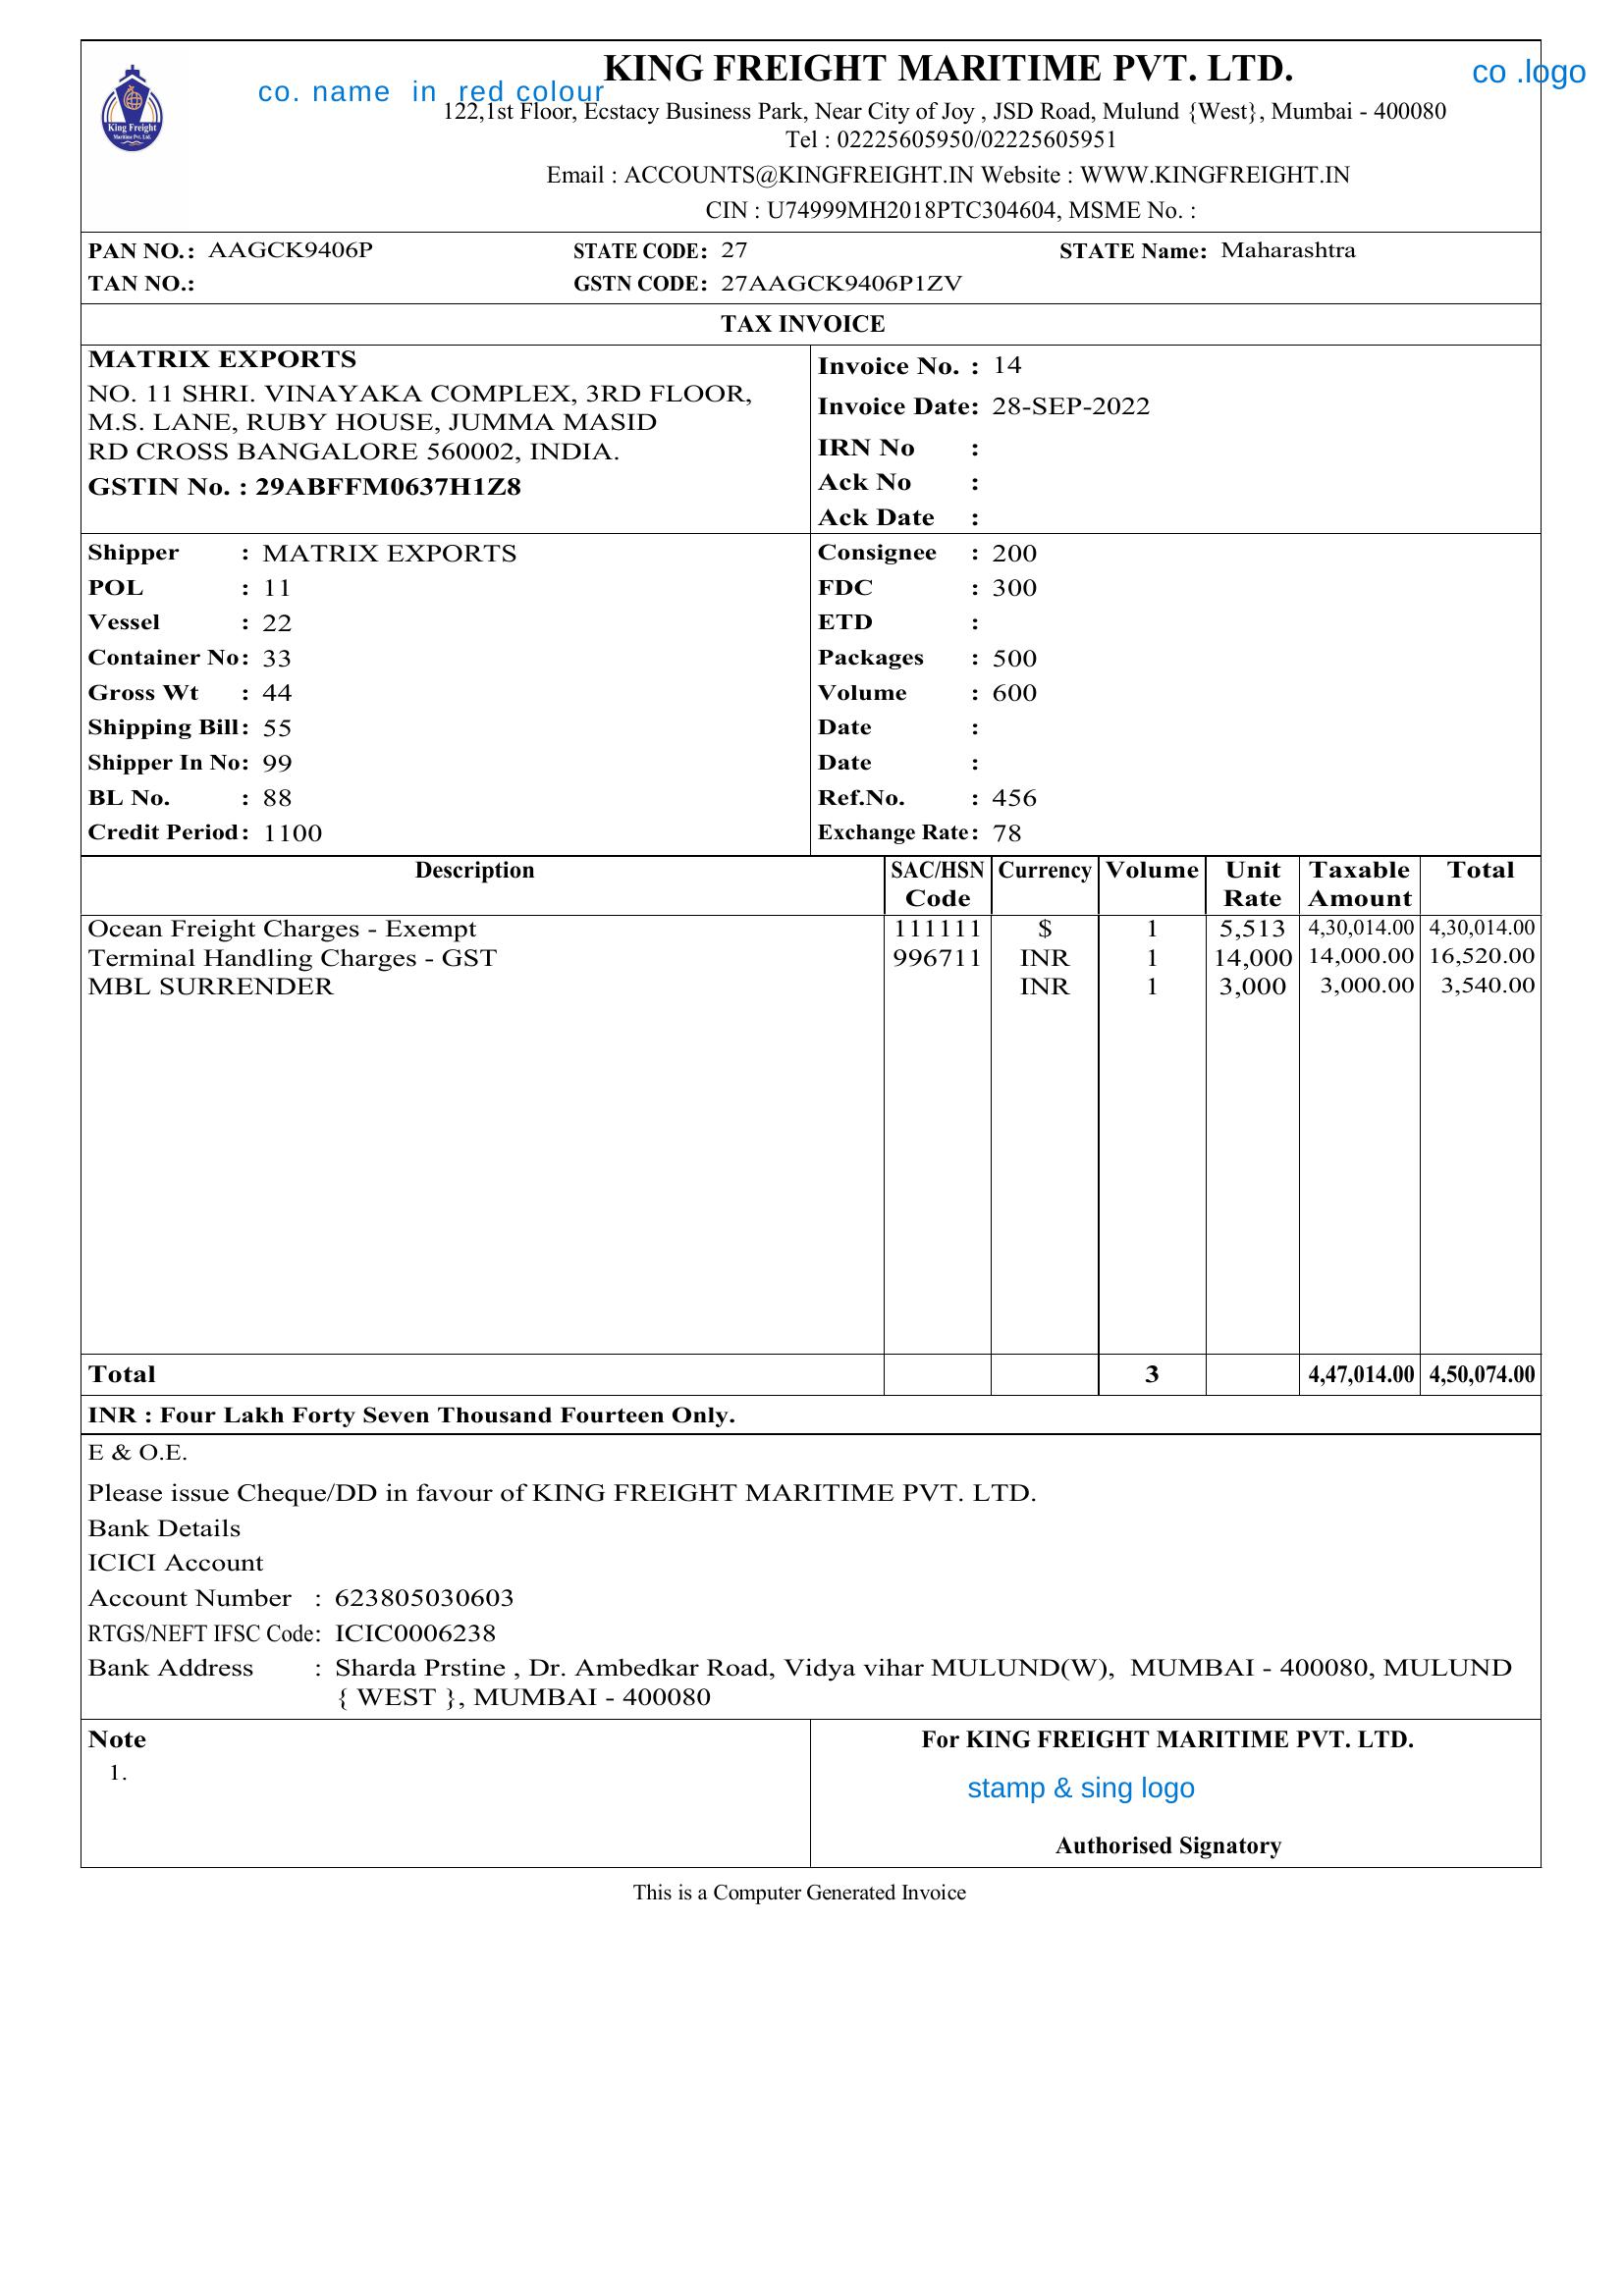 KING FREIGHT MARITIME PVT. LTD.
co .logo
co. name in red colour
King Freight
Maritime Pvt. Ltd.
122,1st Floor, Ecstacy Business Park, Near City of Joy , JSD Road, Mulund {West}, Mumbai - 400080
Tel : 02225605950/02225605951
Email : ACCOUNTS@KINGFREIGHT.IN Website : WWW.KINGFREIGHT.IN
CIN : U74999MH2018PTC304604, MSME No. :
PAN NO.: AAGCK9406P STATE CODE: 27 STATE Name: Maharashtra
TAN NO.: GSTN CODE: 27AAGCK9406P1ZV
TAX INVOICE
MATRIX EXPORTS
NO. 11 SHRI. VINAYAKA COMPLEX, 3RD FLOOR,
M.S. LANE, RUBY HOUSE, JUMMA MASID
RD CROSS BANGALORE 560002, INDIA.
GSTIN No. : 29ABFFM0637H1Z8
Invoice No. : 14
Invoice Date: 28-SEP-2022
IRN No :
Ack No :
Ack Date :
Shipper : MATRIX EXPORTS
POL : 11
Vessel : 22
Container No: 33
Gross Wt : 44
Shipping Bill: 55
Shipper In No: 99
BL No. : 88
Credit Period: 1100
Consignee : 200
FDC : 300
ETD :
Packages : 500
Volume : 600
Date :
Date :
Ref.No. : 456
Exchange Rate: 78
Description SAC/HSN Code Currency Volume Unit Rate Taxable Amount Total
Ocean Freight Charges - Exempt 111111 $ 1 5,513 4,30,014.00 4,30,014.00
Terminal Handling Charges - GST 996711 INR 1 14,000 14,000.00 16,520.00
MBL SURRENDER INR 1 3,000 3,000.00 3,540.00
Total 3 4,47,014.00 4,50,074.00
INR : Four Lakh Forty Seven Thousand Fourteen Only.
E & O.E.
Please issue Cheque/DD in favour of KING FREIGHT MARITIME PVT. LTD.
Bank Details
ICICI Account
Account Number : 623805030603
RTGS/NEFT IFSC Code: ICIC0006238
Bank Address : Sharda Prstine , Dr. Ambedkar Road, Vidya vihar MULUND(W), MUMBAI - 400080, MULUND
{ WEST }, MUMBAI - 400080
Note
1.
For KING FREIGHT MARITIME PVT. LTD.
stamp & sing logo
Authorised Signatory
This is a Computer Generated Invoice